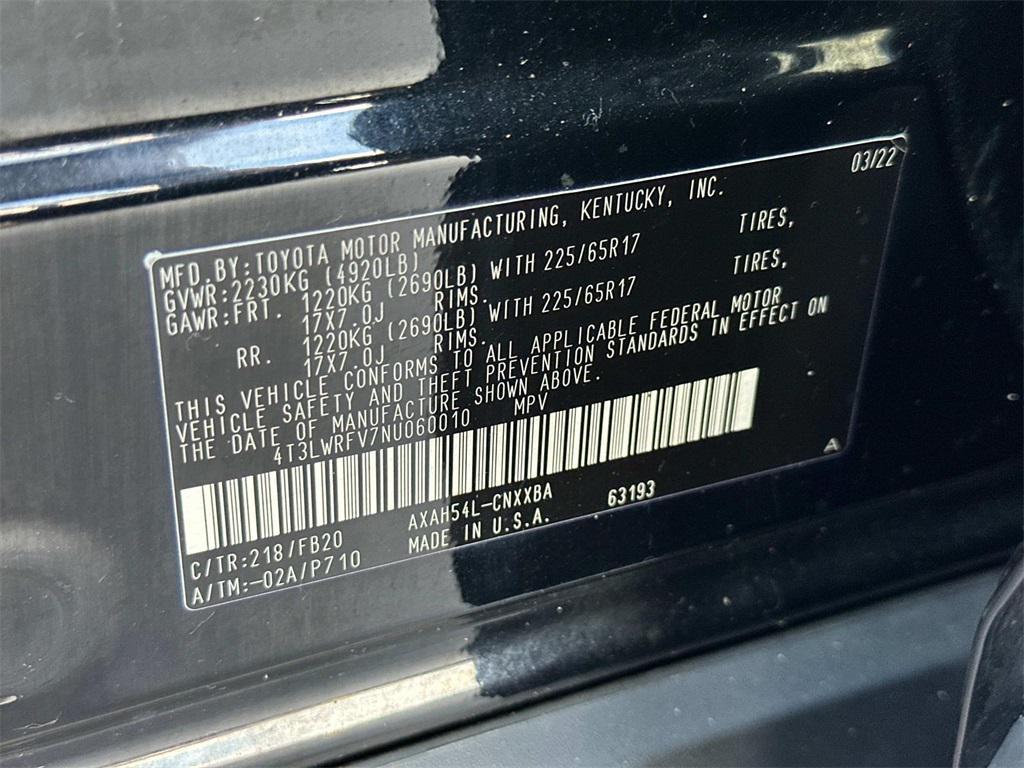 03/22
MFD.BY:TOYOTA MOTOR MANUFACTURING, KENTUCKY, INC.
GVWR:2230KG (4920LB)
GAWR:FRT. 1220KG (2690LB) WITH 225/65R17 TIRES,
17X7.0J RIMS.
RR. 1220KG (2690LB) WITH 225/65R17 TIRES,
17X7.0J RIMS.
THIS VEHICLE CONFORMS TO ALL APPLICABLE FEDERAL MOTOR
VEHICLE SAFETY AND THEFT PREVENTION STANDARDS IN EFFECT ON
THE DATE OF MANUFACTURE SHOWN ABOVE.
4T3LWRFV7NU060010 MPV
A
C/TR:218/FB20 AXAH54L-CNXXBA 63193
A/TM:-02A/P710 MADE IN U.S.A.